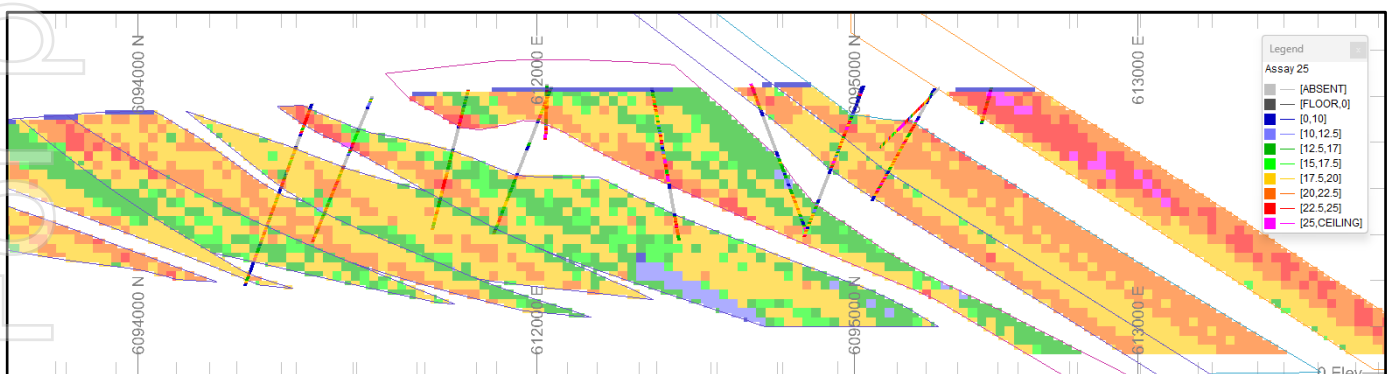 6094000 N
612000 E
6095000 N
613000 E
Legend
Assay 25
[ABSENT]
[FLOOR,0]
[0,10]
[10,12.5]
[12.5,17]
[15,17.5]
[17.5,20]
[20,22.5]
[22.5,25]
[25,CEILING]
6094000 N
612000 E
6095000 N
613000 E
0 Elev